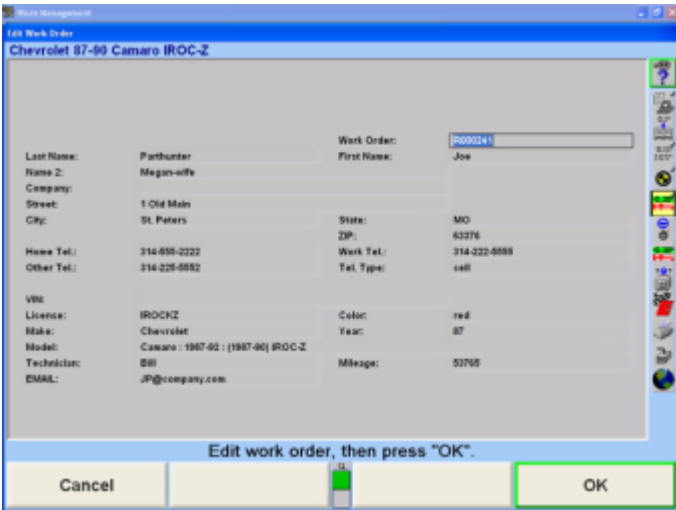 Work Management
Edit Work Order
Chevrolet 87-90 Camaro IROC-Z
Work Order: R000241
Last Name: Parthunter First Name: Joe
Name 2: Megan-wife
Company:
Street: 1 Old Main
City: St. Peters State: MO
ZIP: 63376
Home Tel.: 314-555-2222 Work Tel.: 314-222-5555
Other Tel.: 314-225-5552 Tel. Type: cell
VIN:
License: IROCKZ Color: red
Make: Chevrolet Year: 87
Model: Camaro : 1987-92 : (1987-90) IROC-Z
Technician: Bill Mileage: 53765
EMAIL: JP@company.com
Edit work order, then press "OK".
Cancel OK